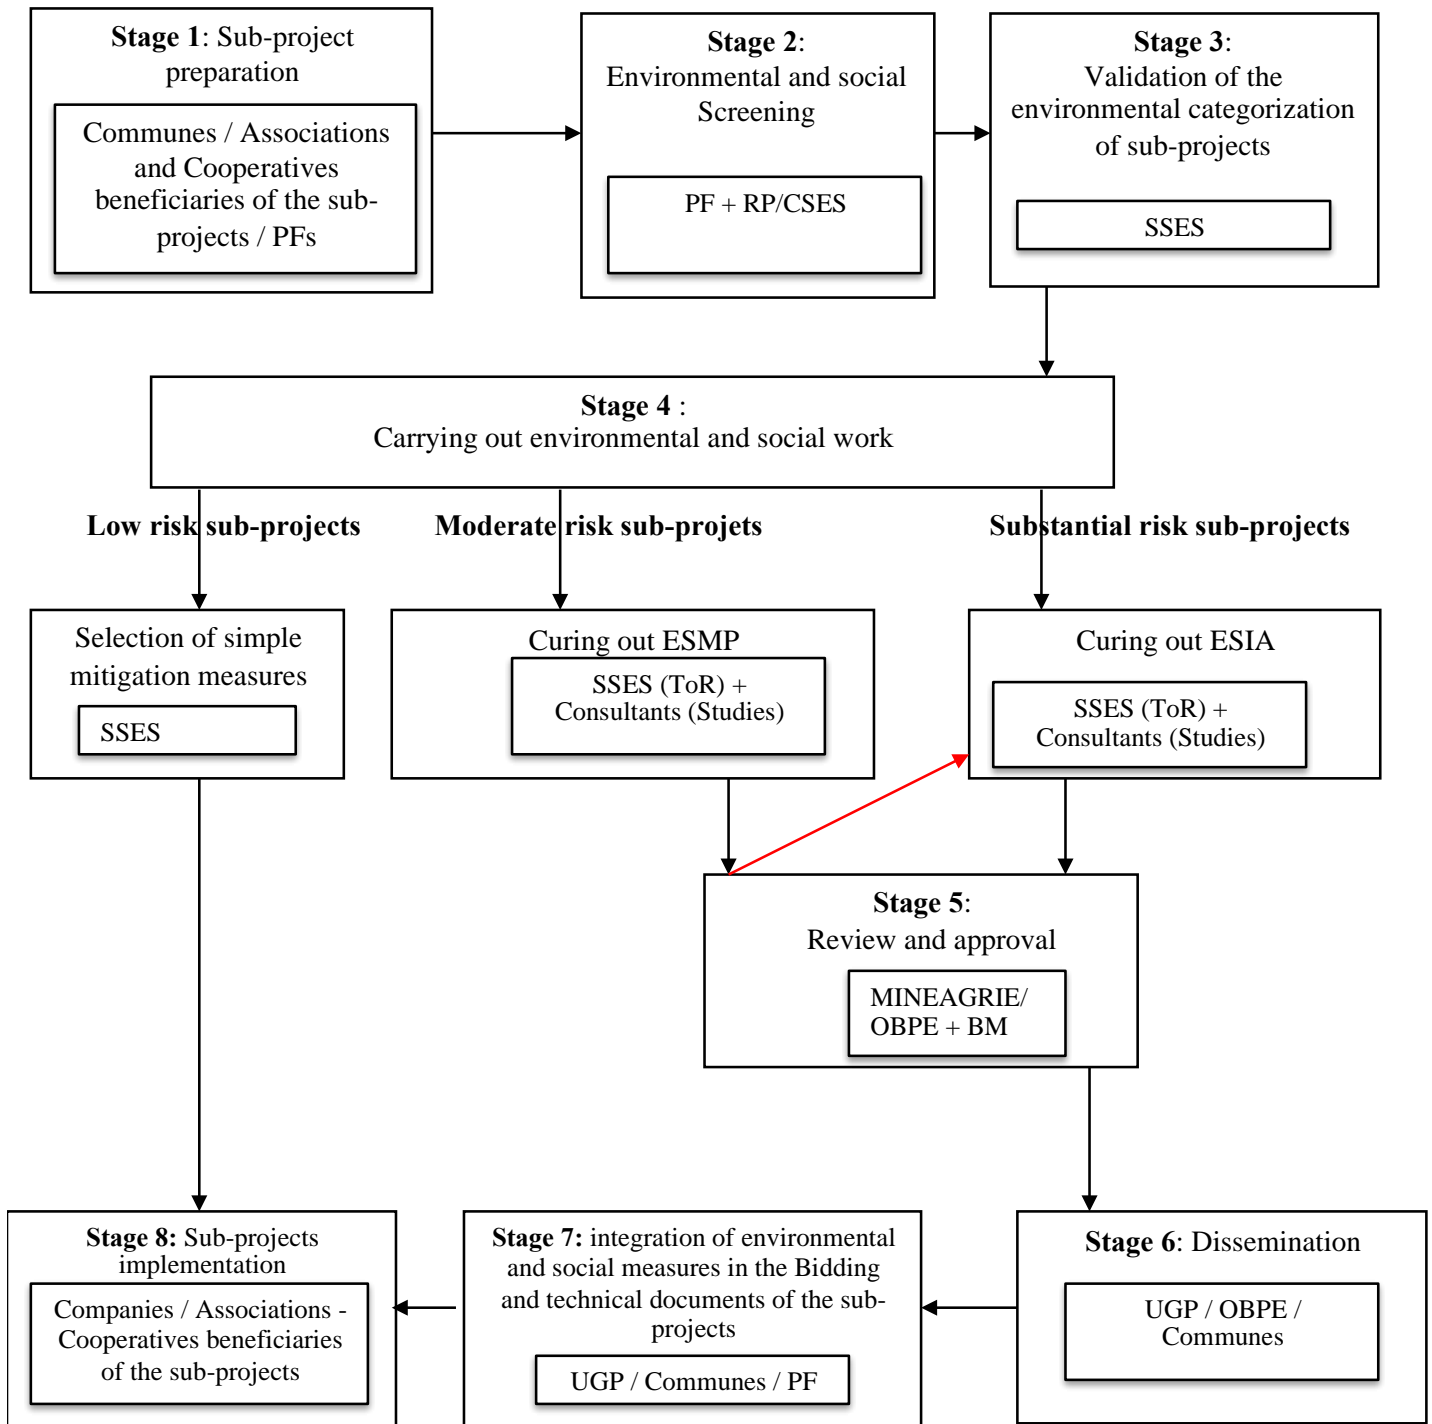 Stage 1: Sub-project
preparation
Communes / Associations
and Cooperatives
beneficiaries of the sub-
projects / PFs
Stage 2:
Environmental and social
Screening
PF + RP/CSES
Stage 3:
Validation of the
environmental categorization
of sub-projects
SSES
Stage 4 :
Carrying out environmental and social work
Low risk sub-projects
Moderate risk sub-projets
Substantial risk sub-projects
Selection of simple
mitigation measures
SSES
Curing out ESMP
SSES (ToR) +
Consultants (Studies)
Curing out ESIA
SSES (ToR) +
Consultants (Studies)
Stage 5:
Review and approval
MINEAGRIE/
OBPE + BM
Stage 8: Sub-projects
implementation
Companies / Associations -
Cooperatives beneficiaries
of the sub-projects
Stage 7: integration of environmental
and social measures in the Bidding
and technical documents of the sub-
projects
UGP / Communes / PF
Stage 6: Dissemination
UGP / OBPE /
Communes